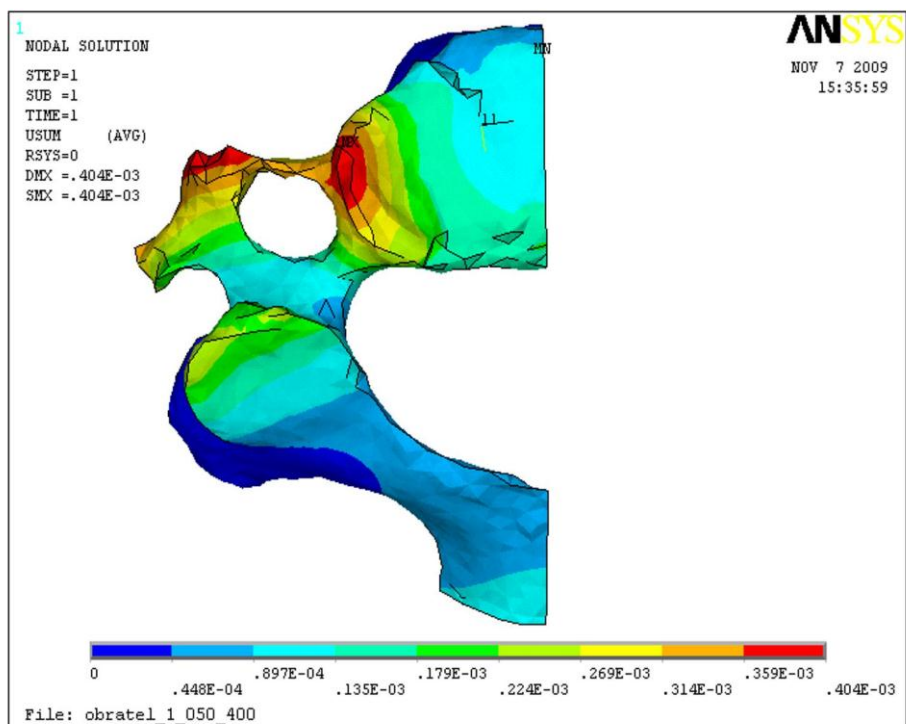 1
NODAL SOLUTION
STEP=1
SUB =1
TIME=1
USUM (AVG)
RSYS=0
DMX =.404E-03
SMX =.404E-03
ANSYS
NOV 7 2009
15:35:59
MN
MX
0 .897E-04 .179E-03 .269E-03 .359E-03
.448E-04 .135E-03 .224E-03 .314E-03 .404E-03
File: obratel_1_050_400